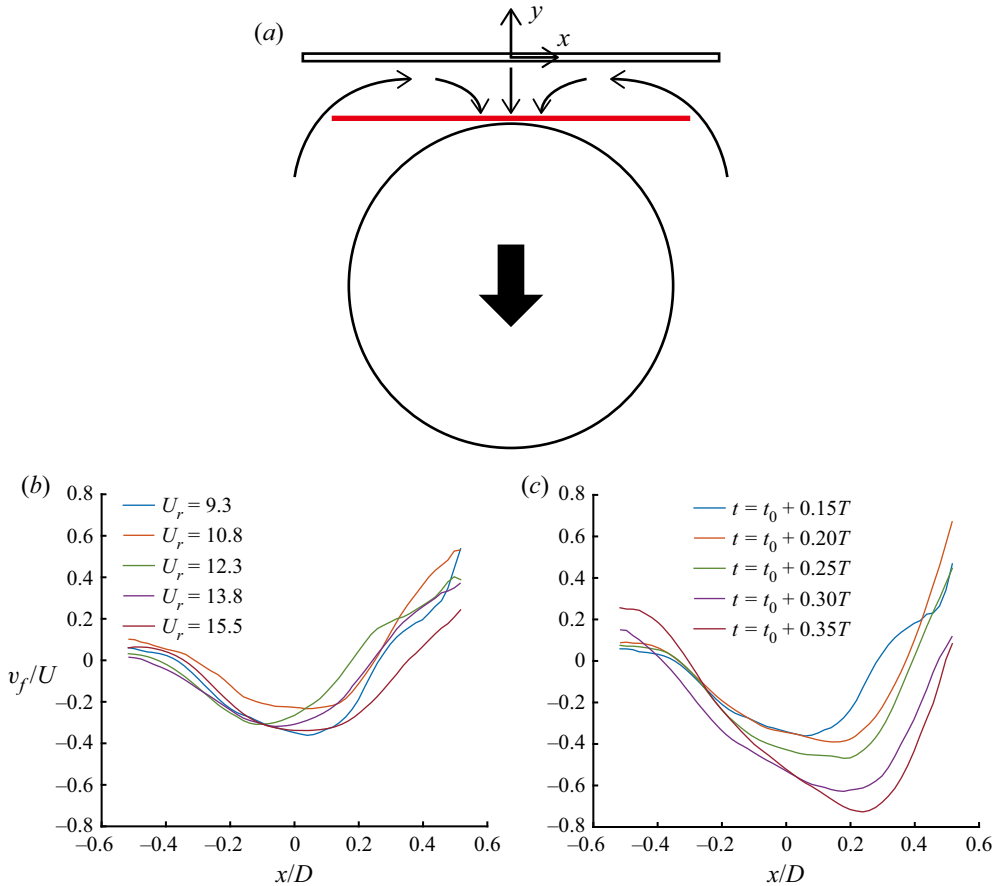 (a)
y
x
(b)
0.8
0.6
0.4
0.2
0
–0.2
–0.4
–0.6
–0.8
v_f/U
U_r = 9.3
U_r = 10.8
U_r = 12.3
U_r = 13.8
U_r = 15.5
–0.6 –0.4 –0.2 0 0.2 0.4 0.6
x/D
(c)
0.8
0.6
0.4
0.2
0
–0.2
–0.4
–0.6
–0.8
t = t_0 + 0.15T
t = t_0 + 0.20T
t = t_0 + 0.25T
t = t_0 + 0.30T
t = t_0 + 0.35T
–0.6 –0.4 –0.2 0 0.2 0.4 0.6
x/D